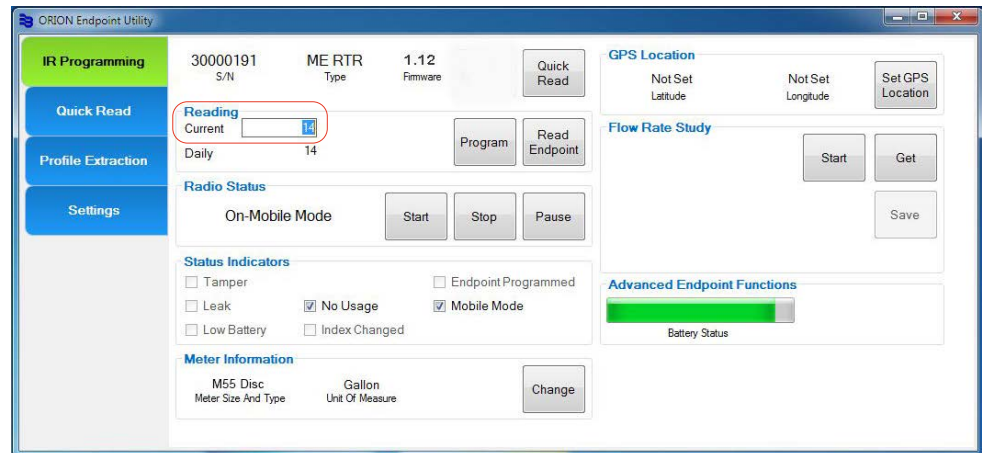 ORION Endpoint Utility
IR Programming
Quick Read
Profile Extraction
Settings
30000191 ME RTR 1.12
S/N Type Firmware
Quick
Read
Reading
Current 14
Daily 14
Program
Read
Endpoint
Radio Status
On-Mobile Mode
Start
Stop
Pause
Status Indicators
Tamper Endpoint Programmed
Leak No Usage Mobile Mode
Low Battery Index Changed
Meter Information
M55 Disc Gallon
Meter Size And Type Unit Of Measure
Change
GPS Location
Not Set Not Set
Latitude Longitude
Set GPS
Location
Flow Rate Study
Start
Get
Save
Advanced Endpoint Functions
Battery Status